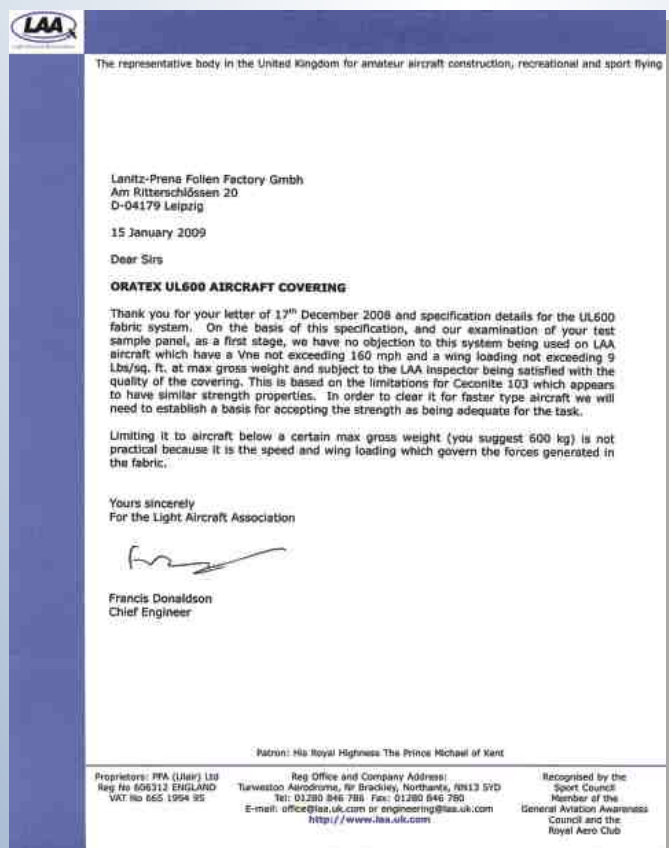 LAA
Light Aircraft Association
The representative body in the United Kingdom for amateur aircraft construction, recreational and sport flying
Lanitz-Prena Folien Factory Gmbh
Am Ritterschlössen 20
D-04179 Leipzig
15 January 2009
Dear Sirs
ORATEX UL600 AIRCRAFT COVERING
Thank you for your letter of 17th December 2008 and specification details for the UL600
fabric system. On the basis of this specification, and our examination of your test
sample panel, as a first stage, we have no objection to this system being used on LAA
aircraft which have a Vne not exceeding 160 mph and a wing loading not exceeding 9
Lbs/sq. ft. at max gross weight and subject to the LAA inspector being satisfied with the
quality of the covering. This is based on the limitations for Ceconite 103 which appears
to have similar strength properties. In order to clear it for faster type aircraft we will
need to establish a basis for accepting the strength as being adequate for the task.
Limiting it to aircraft below a certain max gross weight (you suggest 600 kg) is not
practical because it is the speed and wing loading which govern the forces generated in
the fabric.
Yours sincerely
For the Light Aircraft Association
Francis Donaldson
Chief Engineer
Patron: His Royal Highness The Prince Michael of Kent
Proprietors: PFA (Ulair) Ltd
Reg No 606312 ENGLAND
VAT No 665 1994 95
Reg Office and Company Address:
Turweston Aerodrome, Nr Brackley, Northants, NN13 5YD
Tel: 01280 846 786 Fax: 01280 846 780
E-mail: office@laa.uk.com or engineering@laa.uk.com
http://www.laa.uk.com
Recognised by the
Sport Council
Member of the
General Aviation Awareness
Council and the
Royal Aero Club